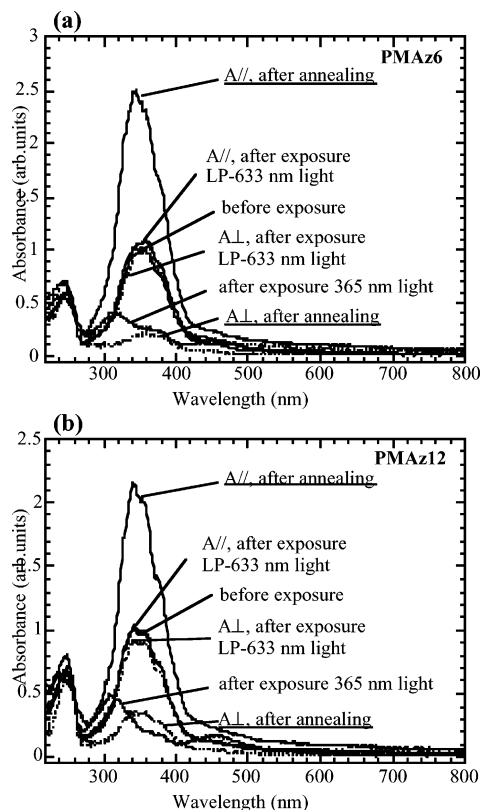 (a)
PMAz6
Absorbance (arb.units)
3
2.5
2
1.5
1
0.5
0
A//, after annealing
A//, after exposure
LP-633 nm light
before exposure
A⊥, after exposure
LP-633 nm light
after exposure 365 nm light
A⊥, after annealing
300 400 500 600 700 800
Wavelength (nm)
(b)
PMAz12
Absorbance (arb.units)
2.5
2
1.5
1
0.5
0
A//, after annealing
A//, after exposure
LP-633 nm light
before exposure
A⊥, after exposure
LP-633 nm light
after exposure 365 nm light
A⊥, after annealing
300 400 500 600 700 800
Wavelength (nm)